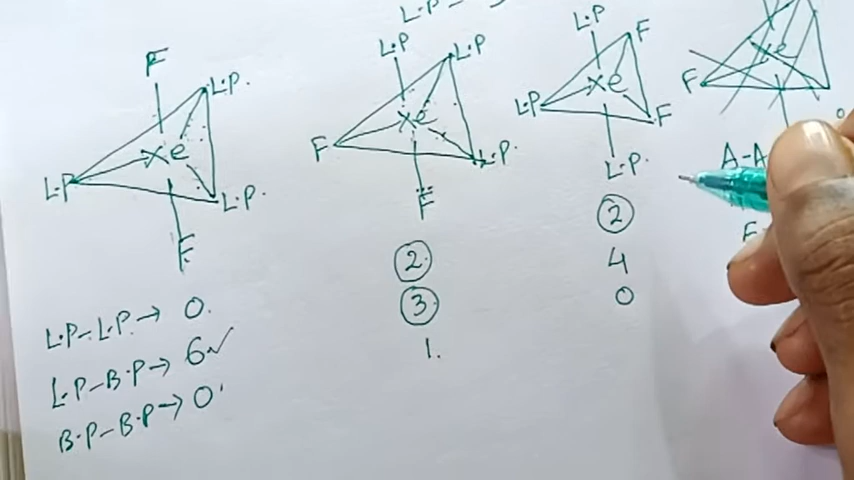 L.P
F
L.P.
Xe
L.P
L.P.
F
L.P
L.P
Xe
F
L.P.
F
L.P
F
Xe
L.P
F
L.P.
Xe
F
A-A
F
L.P-L.P. → 0.
L.P-B.P → 6✓
B.P-B.P → 0
2.
3
1.
2
4
0